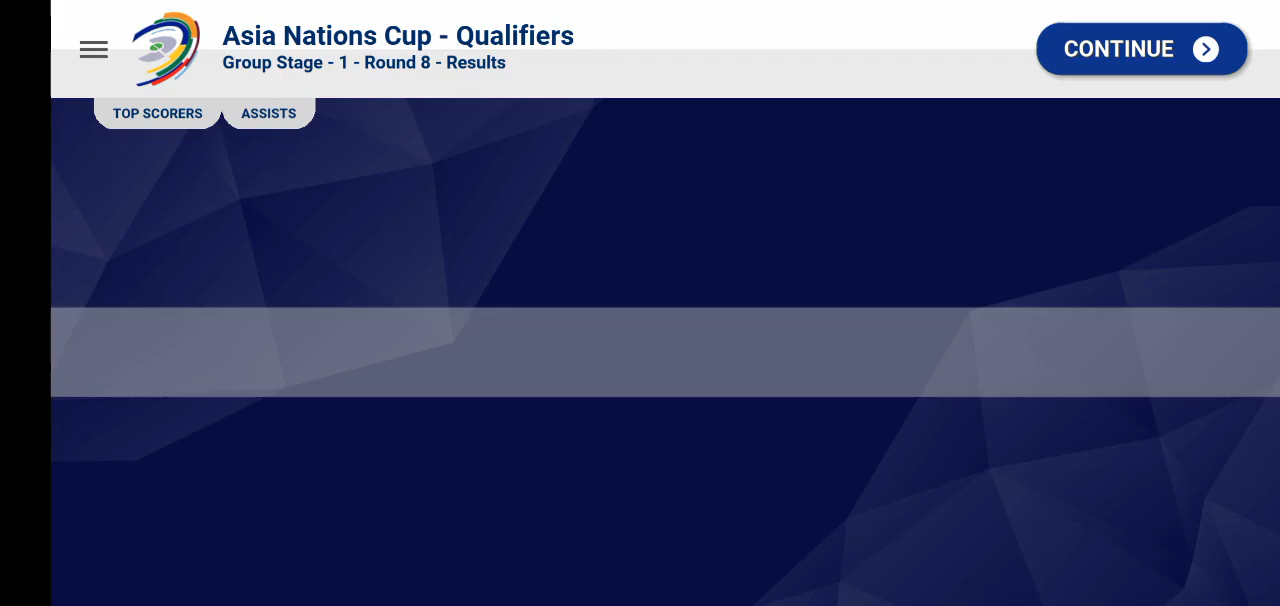 Asia Nations Cup - Qualifiers
Group Stage - 1 - Round 8 - Results
CONTINUE
TOP SCORERS
ASSISTS